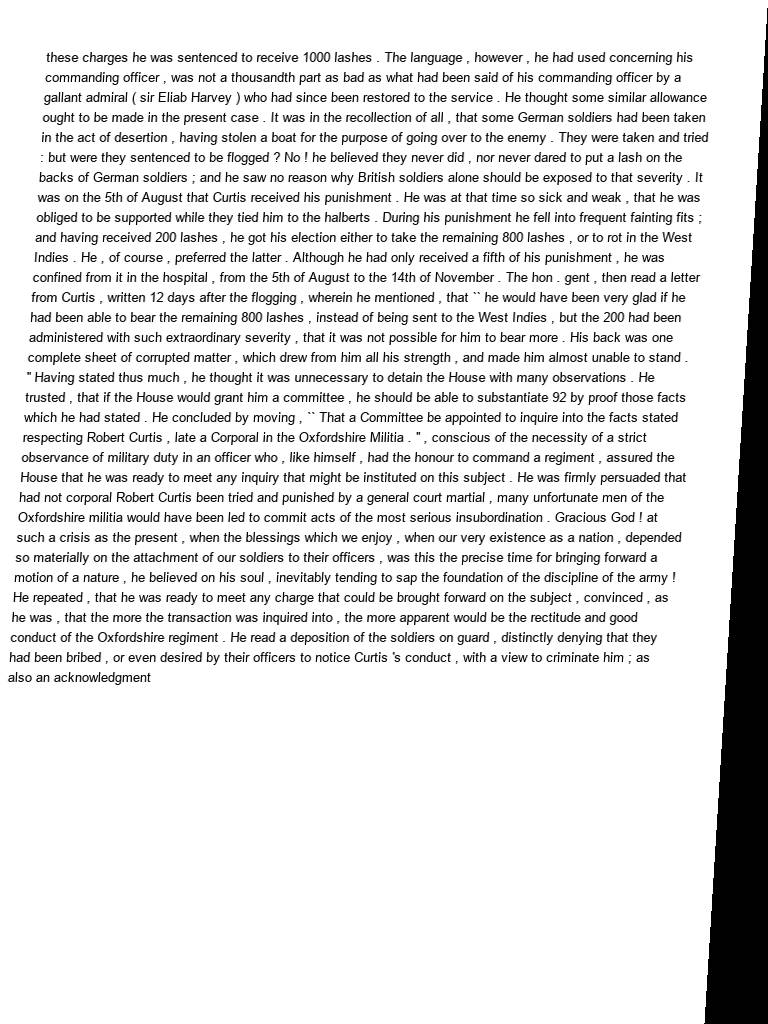 these charges he was sentenced to receive 1000 lashes . The language , however , he had used concerning his
commanding officer , was not a thousandth part as bad as what had been said of his commanding officer by a
gallant admiral ( sir Eliab Harvey ) who had since been restored to the service . He thought some similar allowance
ought to be made in the present case . It was in the recollection of all , that some German soldiers had been taken
in the act of desertion , having stolen a boat for the purpose of going over to the enemy . They were taken and tried
: but were they sentenced to be flogged ? No ! he believed they never did , nor never dared to put a lash on the
backs of German soldiers ; and he saw no reason why British soldiers alone should be exposed to that severity . It
was on the 5th of August that Curtis received his punishment . He was at that time so sick and weak , that he was
obliged to be supported while they tied him to the halberts . During his punishment he fell into frequent fainting fits ;
and having received 200 lashes , he got his election either to take the remaining 800 lashes , or to rot in the West
Indies . He , of course , preferred the latter . Although he had only received a fifth of his punishment , he was
confined from it in the hospital , from the 5th of August to the 14th of November . The hon . gent , then read a letter
from Curtis , written 12 days after the flogging , wherein he mentioned , that `` he would have been very glad if he
had been able to bear the remaining 800 lashes , instead of being sent to the West Indies , but the 200 had been
administered with such extraordinary severity , that it was not possible for him to bear more . His back was one
complete sheet of corrupted matter , which drew from him all his strength , and made him almost unable to stand .
" Having stated thus much , he thought it was unnecessary to detain the House with many observations . He
trusted , that if the House would grant him a committee , he should be able to substantiate 92 by proof those facts
which he had stated . He concluded by moving , `` That a Committee be appointed to inquire into the facts stated
respecting Robert Curtis , late a Corporal in the Oxfordshire Militia . " , conscious of the necessity of a strict
observance of military duty in an officer who , like himself , had the honour to command a regiment , assured the
House that he was ready to meet any inquiry that might be instituted on this subject . He was firmly persuaded that
had not corporal Robert Curtis been tried and punished by a general court martial , many unfortunate men of the
Oxfordshire militia would have been led to commit acts of the most serious insubordination . Gracious God ! at
such a crisis as the present , when the blessings which we enjoy , when our very existence as a nation , depended
so materially on the attachment of our soldiers to their officers , was this the precise time for bringing forward a
motion of a nature , he believed on his soul , inevitably tending to sap the foundation of the discipline of the army !
He repeated , that he was ready to meet any charge that could be brought forward on the subject , convinced , as
he was , that the more the transaction was inquired into , the more apparent would be the rectitude and good
conduct of the Oxfordshire regiment . He read a deposition of the soldiers on guard , distinctly denying that they
had been bribed , or even desired by their officers to notice Curtis 's conduct , with a view to criminate him ; as
also an acknowledgment